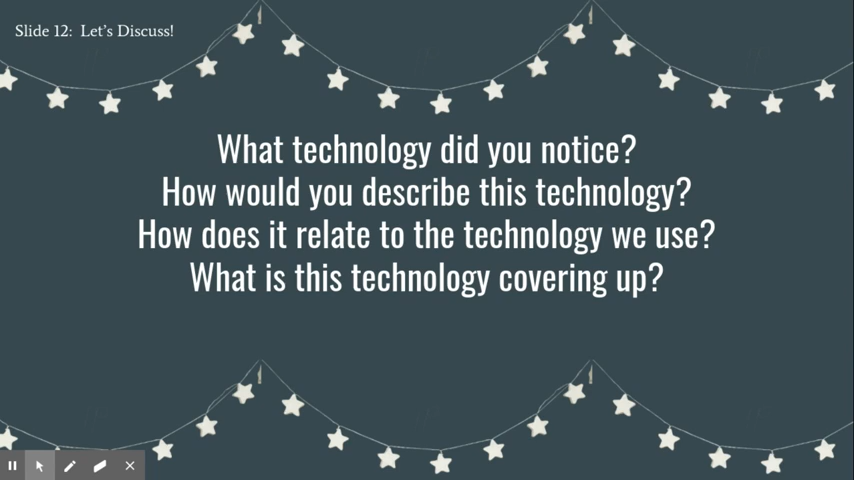 Slide 12:  Let's Discuss!
What technology did you notice?
How would you describe this technology?
How does it relate to the technology we use?
What is this technology covering up?